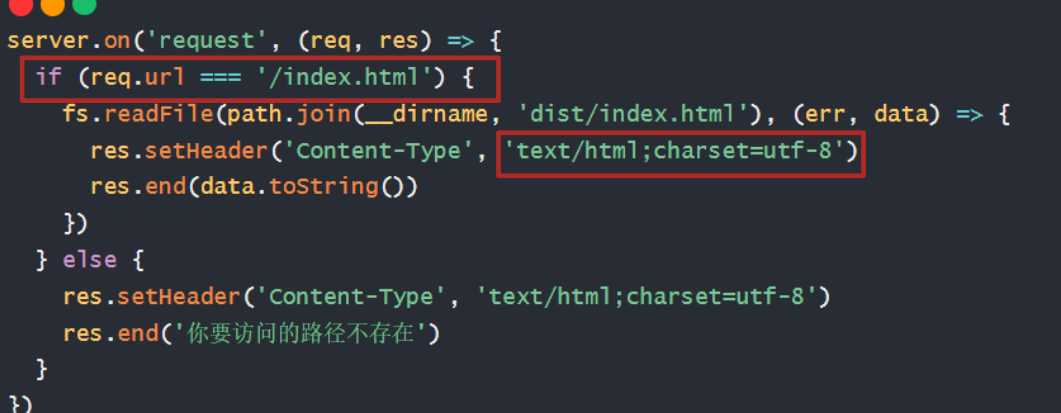 server.on('request', (req, res) => {
if (req.url === '/index.html') {
fs.readFile(path.join(__dirname, 'dist/index.html'), (err, data) => {
res.setHeader('Content-Type', 'text/html;charset=utf-8')
res.end(data.toString())
})
} else {
res.setHeader('Content-Type', 'text/html;charset=utf-8')
res.end('你要访问的路径不存在')
}
})